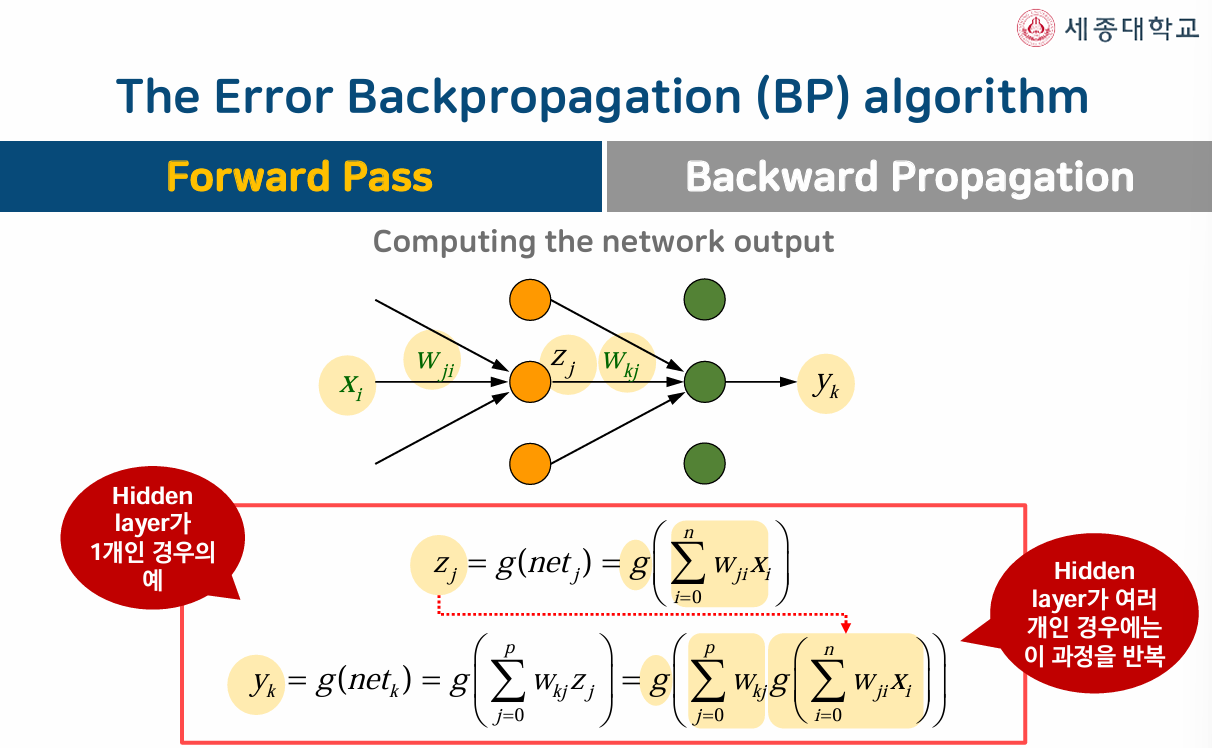 세종대학교
The Error Backpropagation (BP) algorithm
Forward Pass
Backward Propagation
Computing the network output
x_i
w_ji
z_j
w_kj
y_k
Hidden
layer가
1개인 경우의
예
z_j = g(net_j) = g(∑_{i=0}^{n} w_ji x_i)
y_k = g(net_k) = g(∑_{j=0}^{p} w_kj z_j) = g(∑_{j=0}^{p} w_kj g(∑_{i=0}^{n} w_ji x_i))
Hidden
layer가 여러
개인 경우에는
이 과정을 반복